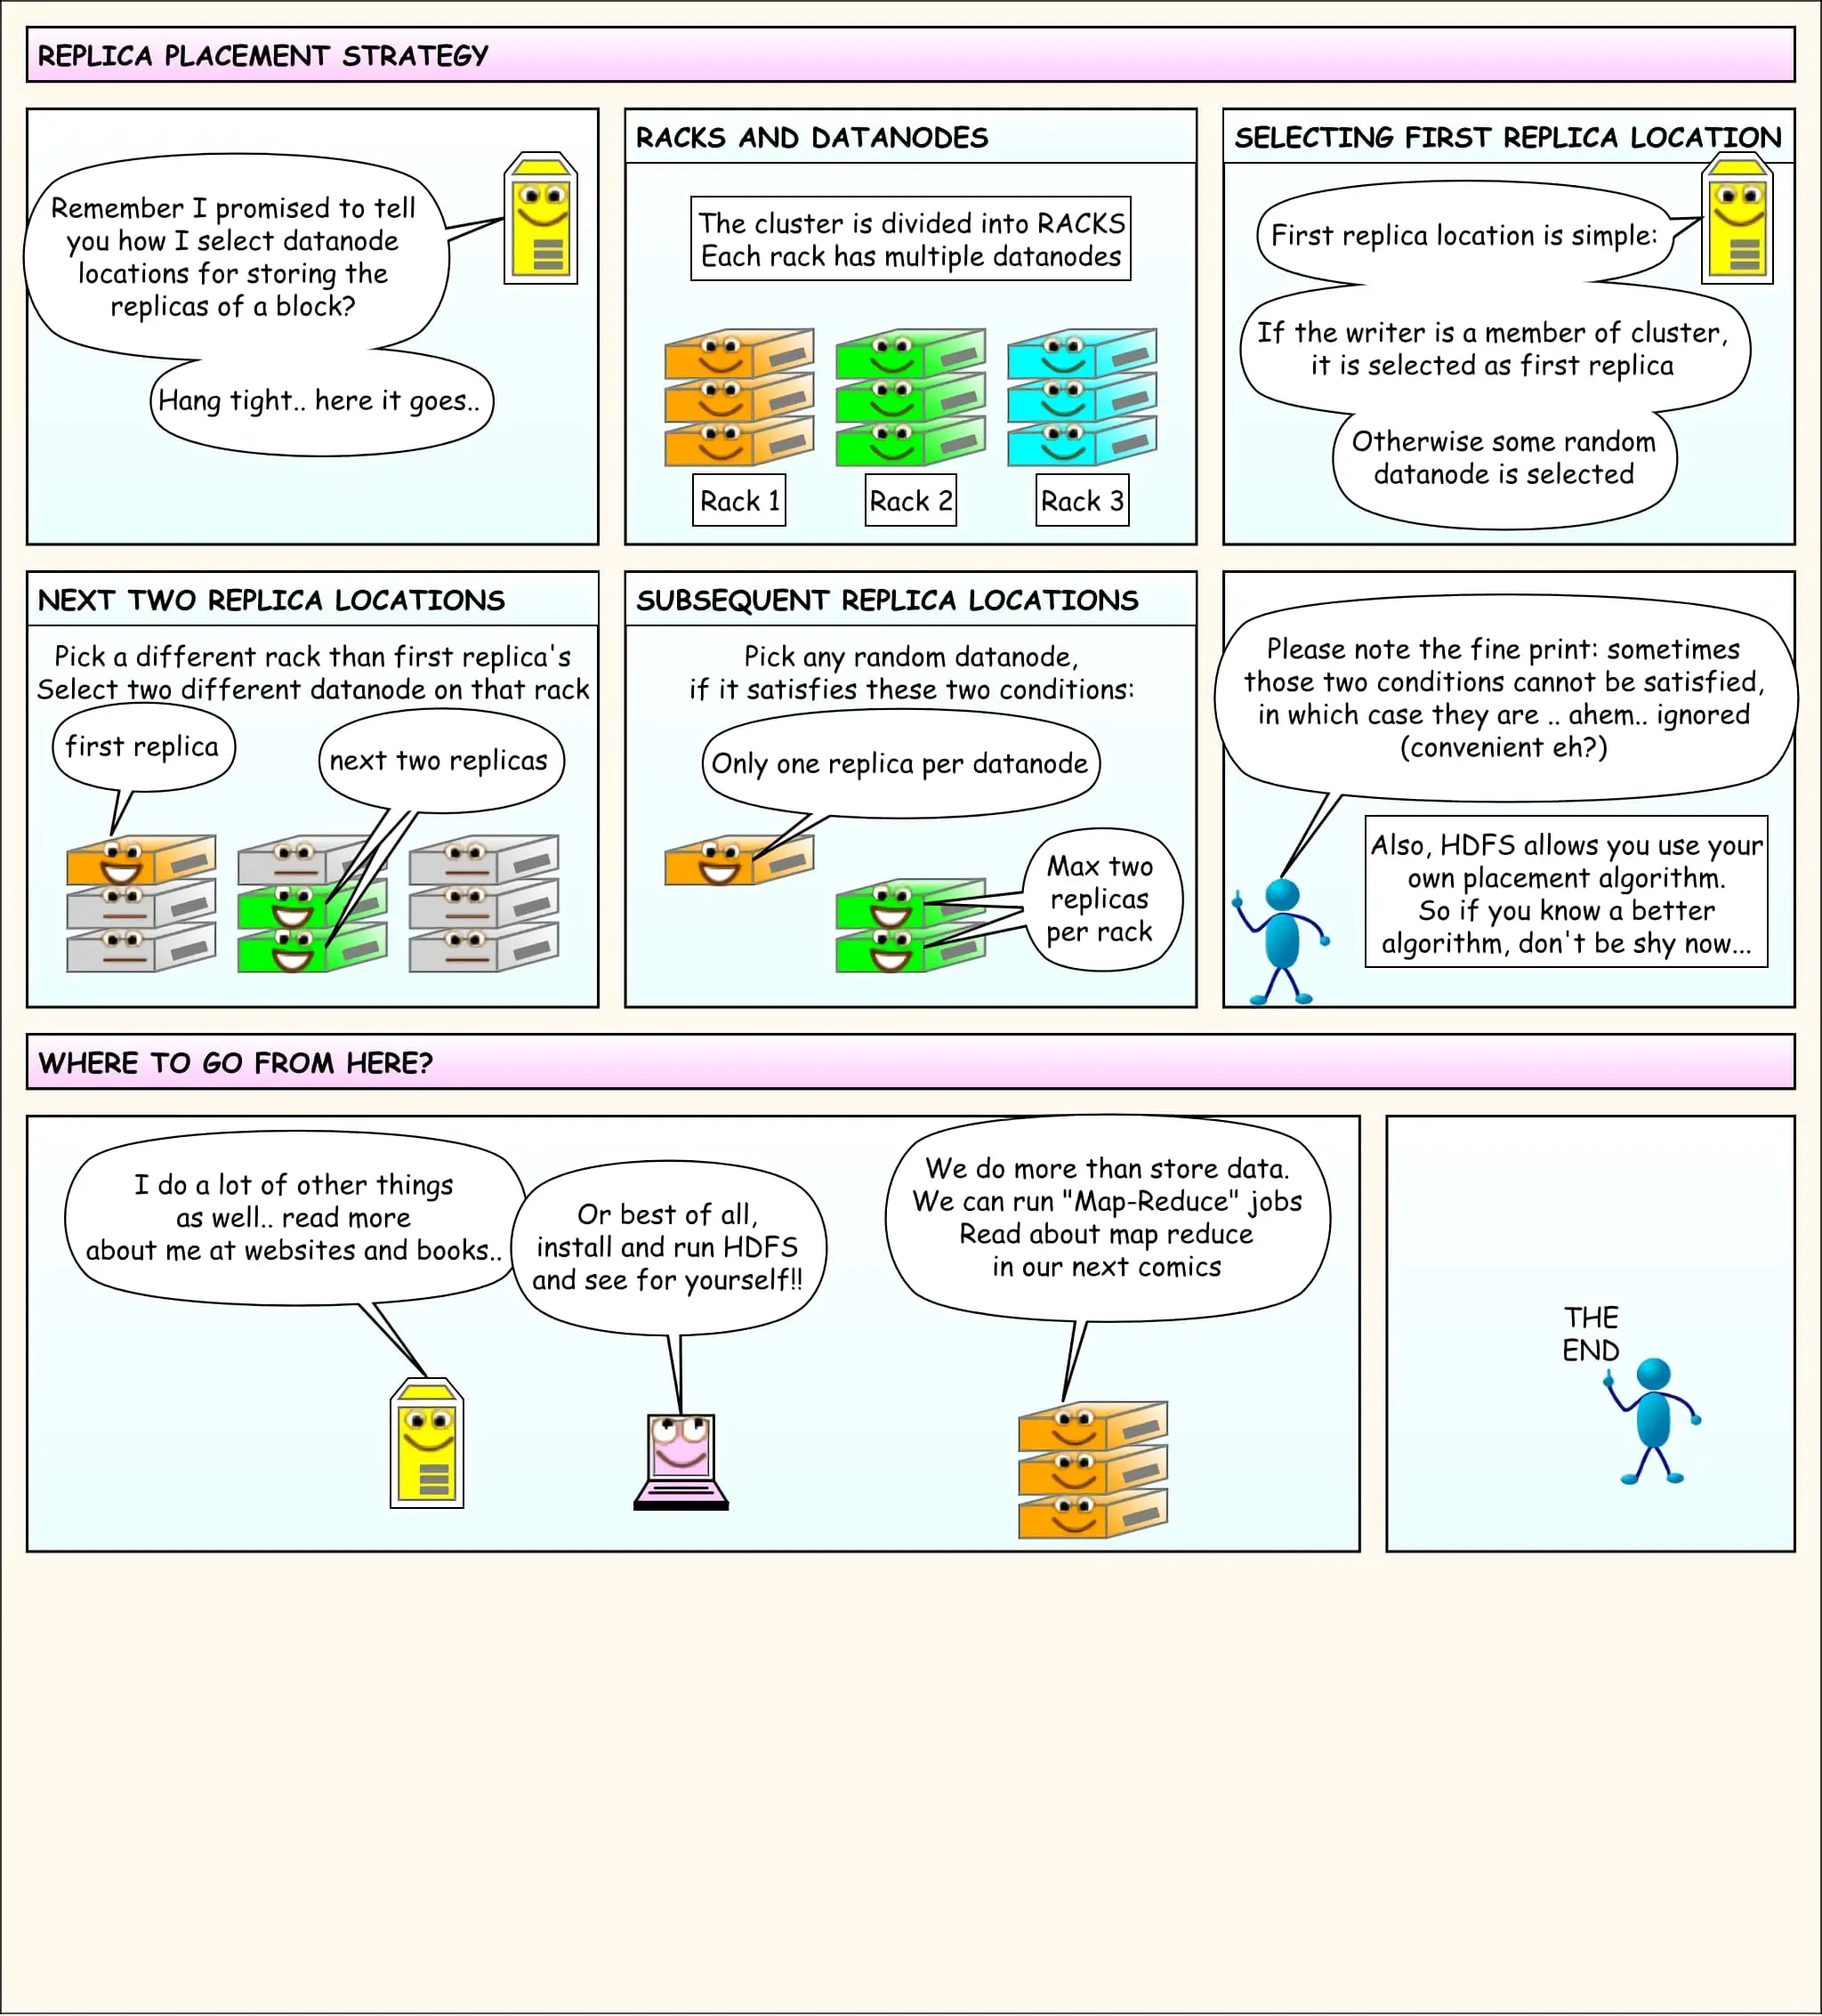 REPLICA PLACEMENT STRATEGY
Remember I promised to tell
you how I select datanode
locations for storing the
replicas of a block?
Hang tight.. here it goes..
RACKS AND DATANODES
The cluster is divided into RACKS
Each rack has multiple datanodes
Rack 1
Rack 2
Rack 3
SELECTING FIRST REPLICA LOCATION
First replica location is simple:
If the writer is a member of cluster,
it is selected as first replica
Otherwise some random
datanode is selected
NEXT TWO REPLICA LOCATIONS
Pick a different rack than first replica's
Select two different datanode on that rack
first replica
next two replicas
SUBSEQUENT REPLICA LOCATIONS
Pick any random datanode,
if it satisfies these two conditions:
Only one replica per datanode
Max two
replicas
per rack
Please note the fine print: sometimes
those two conditions cannot be satisfied,
in which case they are .. ahem.. ignored
(convenient eh?)
Also, HDFS allows you use your
own placement algorithm.
So if you know a better
algorithm, don't be shy now...
WHERE TO GO FROM HERE?
I do a lot of other things
as well.. read more
about me at websites and books..
Or best of all,
install and run HDFS
and see for yourself!!
We do more than store data.
We can run "Map-Reduce" jobs
Read about map reduce
in our next comics
THE
END